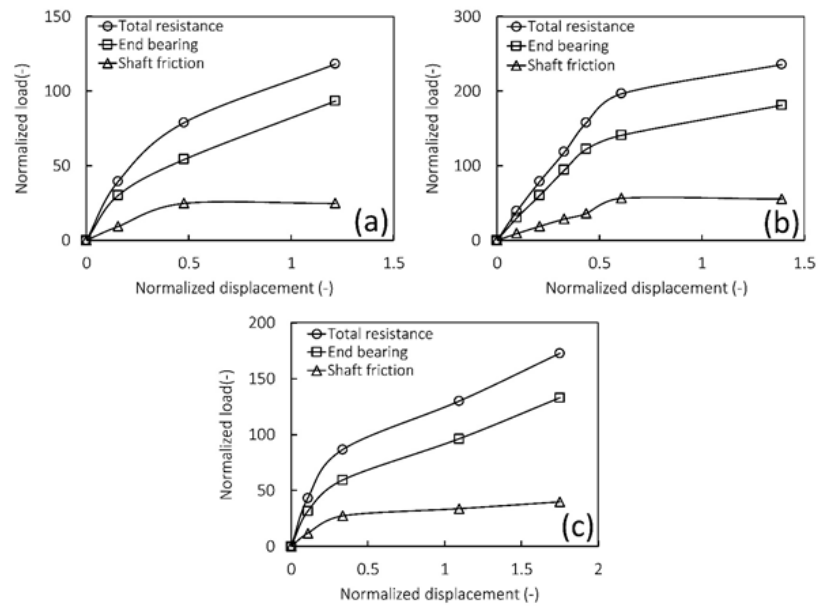 150
100
50
0
0
0.5
1
1.5
Normalized load(-)
Normalized displacement (-)
Total resistance
End bearing
Shaft friction
(a)
300
200
100
0
0
0.5
1
1.5
Normalized load(-)
Normalized displacement (-)
Total resistance
End bearing
Shaft friction
(b)
200
150
100
50
0
0
0.5
1
1.5
2
Normalized load(-)
Normalized displacement (-)
Total resistance
End bearing
Shaft friction
(c)